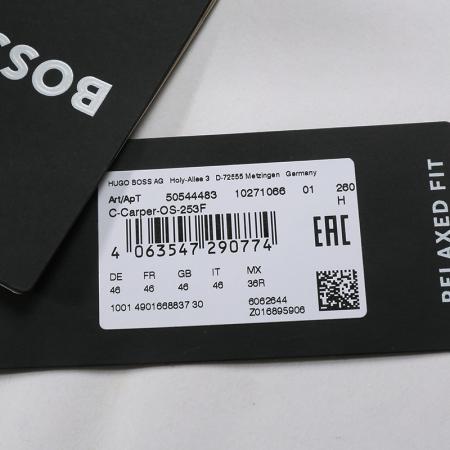 BOSS
HUGO BOSS AG Holy-Allee 3 D-72555 Metzingen Germany
Art/ApT 50544483 10271066 01 260
C-Carper-OS-253F H
4 063547 290774
EAC
DE FR GB IT MX
46 46 46 46 36R
1001 4901668837 30 6062644
Z016895906
RELAXED FIT